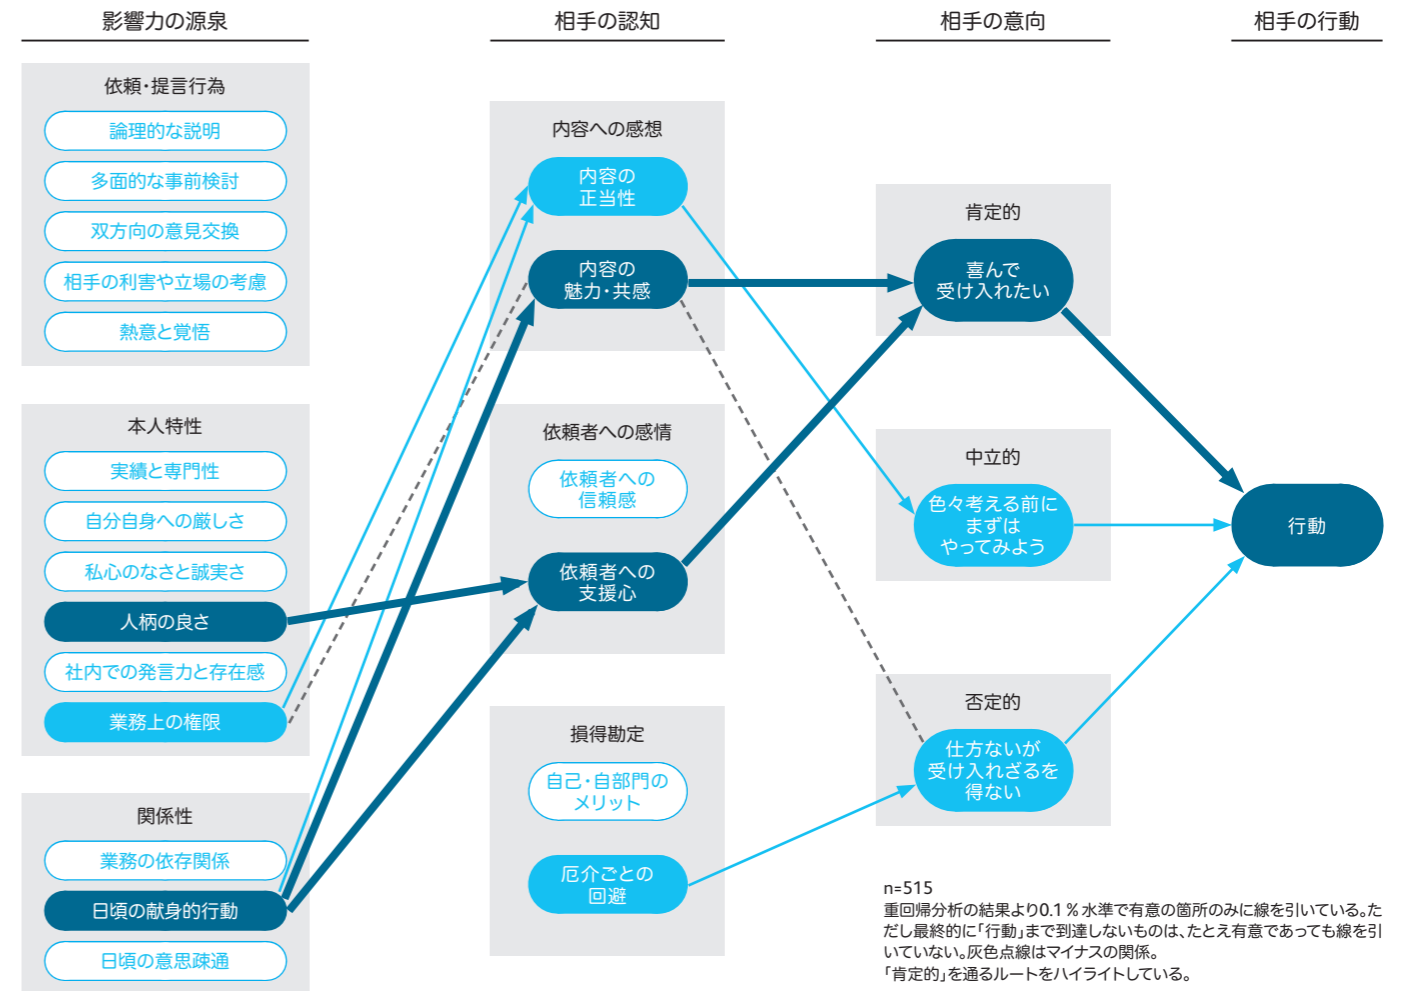 影響力の源泉
相手の認知
相手の意向
相手の行動
依頼・提言行為
論理的な説明
多面的な事前検討
双方向の意見交換
相手の利害や立場の考慮
熱意と覚悟
本人特性
実績と専門性
自分自身への厳しさ
私心のなさと誠実さ
人柄の良さ
社内での発言力と存在感
業務上の権限
関係性
業務の依存関係
日頃の献身的行動
日頃の意思疎通
内容への感想
内容の
正当性
内容の
魅力・共感
依頼者への感情
依頼者への
信頼感
依頼者への
支援心
損得勘定
自己・自部門の
メリット
厄介ごとの
回避
肯定的
喜んで
受け入れたい
中立的
色々考える前に
まずは
やってみよう
否定的
仕方ないが
受け入れざるを
得ない
行動
n=515
重回帰分析の結果より0.1%水準で有意の箇所のみに線を引いている。た
だし最終的に「行動」まで到達しないものは、たとえ有意であっても線を引
いていない。灰色点線はマイナスの関係。
「肯定的」を通るルートをハイライトしている。